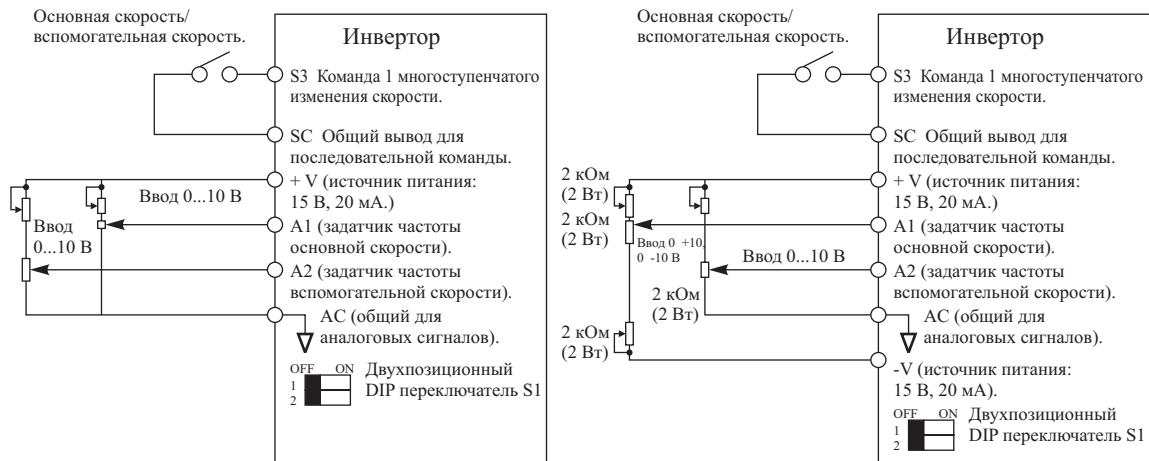 Основная скорость/
вспомогательная скорость.
Инвертор
S3 Команда 1 многоступенчатого
изменения скорости.
SC Общий вывод для
последовательной команды.
+ V (источник питания:
15 В, 20 мА.)
Ввод 0...10 В
Ввод
0...10 В
A1 (задатчик частоты
основной скорости).
A2 (задатчик частоты
вспомогательной скорости).
AC (общий для
аналоговых сигналов).
OFF ON
1
2
Двухпозиционный
DIP переключатель S1
Основная скорость/
вспомогательная скорость.
Инвертор
S3 Команда 1 многоступенчатого
изменения скорости.
SC Общий вывод для
последовательной команды.
2 кОм
(2 Вт)
+ V (источник питания:
15 В, 20 мА.)
2 кОм
(2 Вт)
A1 (задатчик частоты
основной скорости).
Ввод 0 +10,
0 -10 В
Ввод 0...10 В
A2 (задатчик частоты
вспомогательной скорости).
2 кОм
(2 Вт)
AC (общий для
аналоговых сигналов).
2 кОм
(2 Вт)
-V (источник питания:
15 В, 20 мА).
OFF ON
1
2
Двухпозиционный
DIP переключатель S1